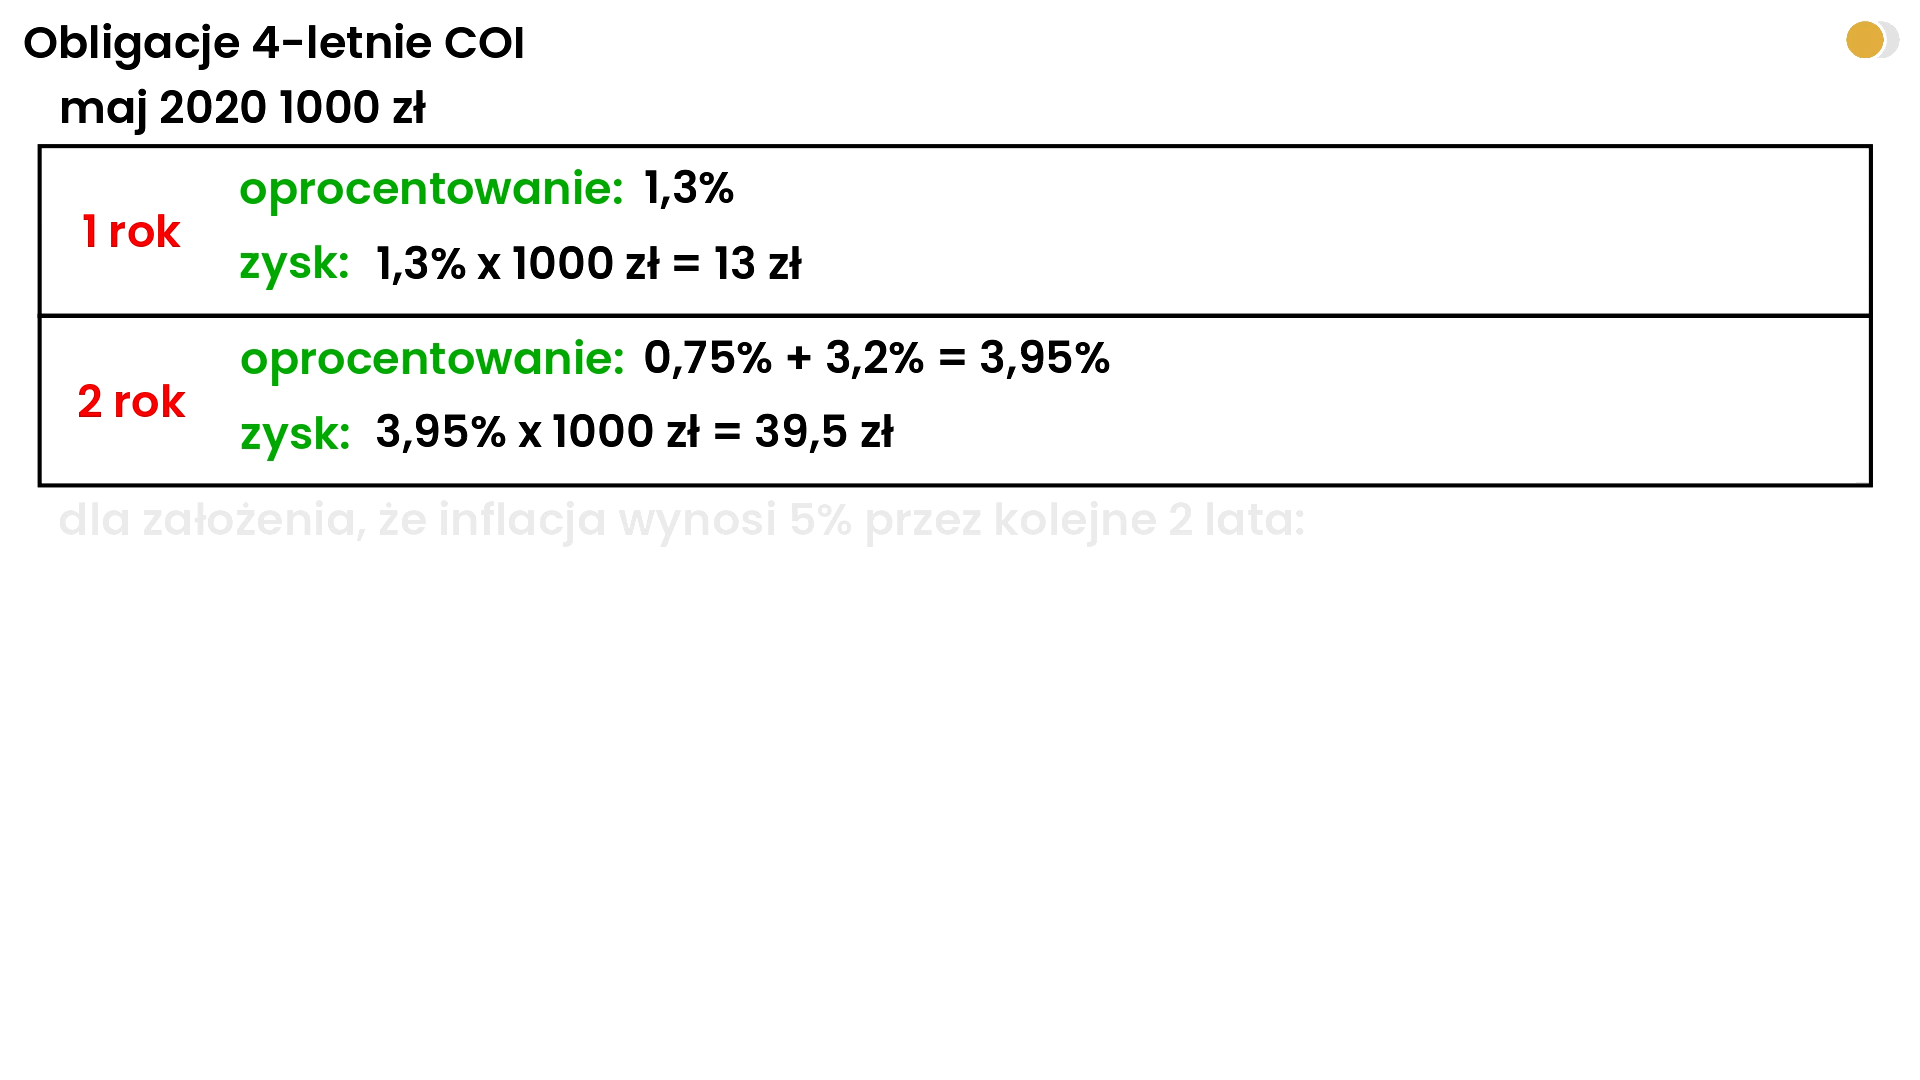 Obligacje 4-letnie COI
maj 2020 1000 zł
1 rok
oprocentowanie: 1,3%
zysk: 1,3% x 1000 zł = 13 zł
2 rok
oprocentowanie: 0,75% + 3,2% = 3,95%
zysk: 3,95% x 1000 zł = 39,5 zł
dla założenia, że inflacja wynosi 5% przez kolejne 2 lata: